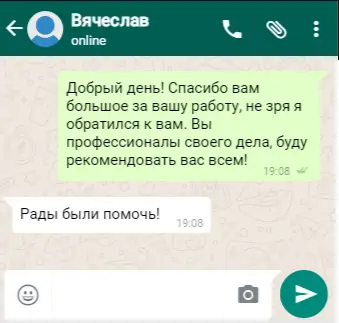 Вячеслав
online
Добрый день! Спасибо вам
большое за вашу работу, не зря я
обратился к вам. Вы
профессионалы своего дела, буду
рекомендовать вас всем!
19:08
Рады были помочь!
19:08